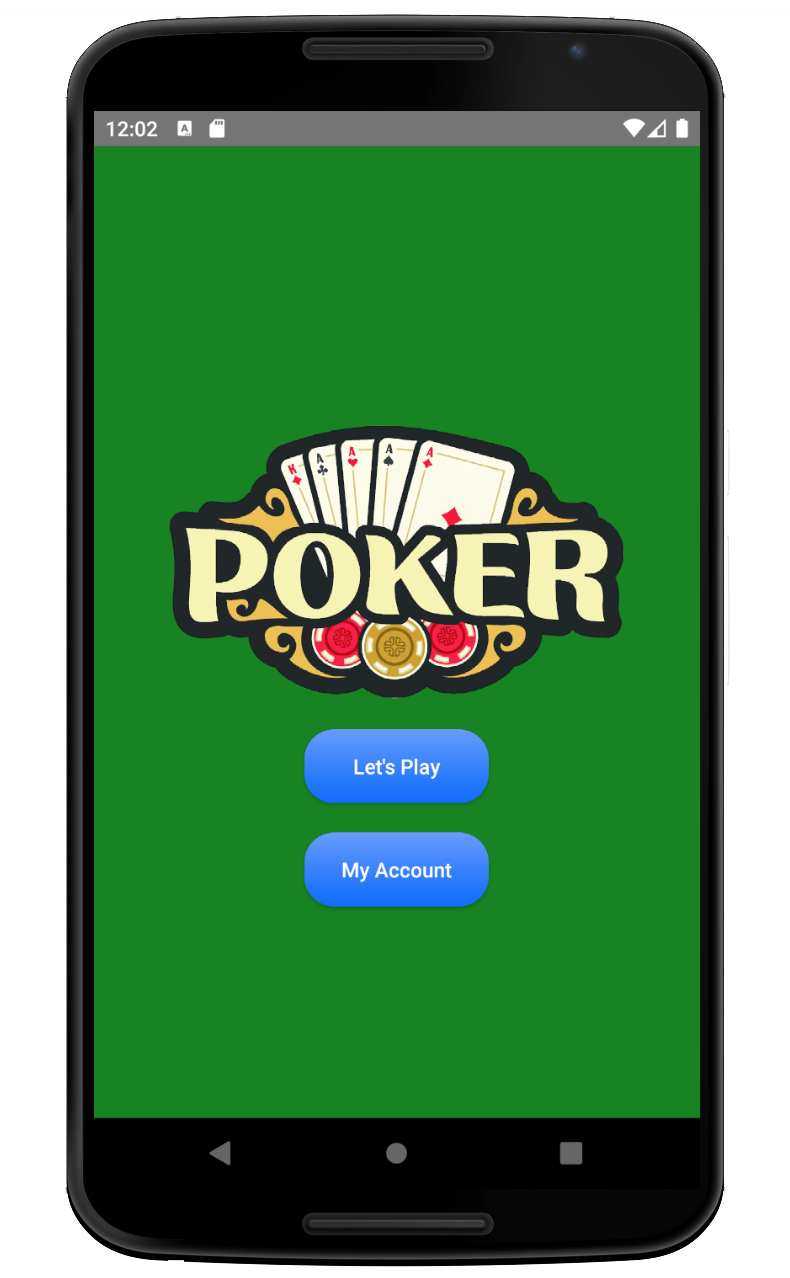 12:02
K A A A A
POKER
Let's Play
My Account